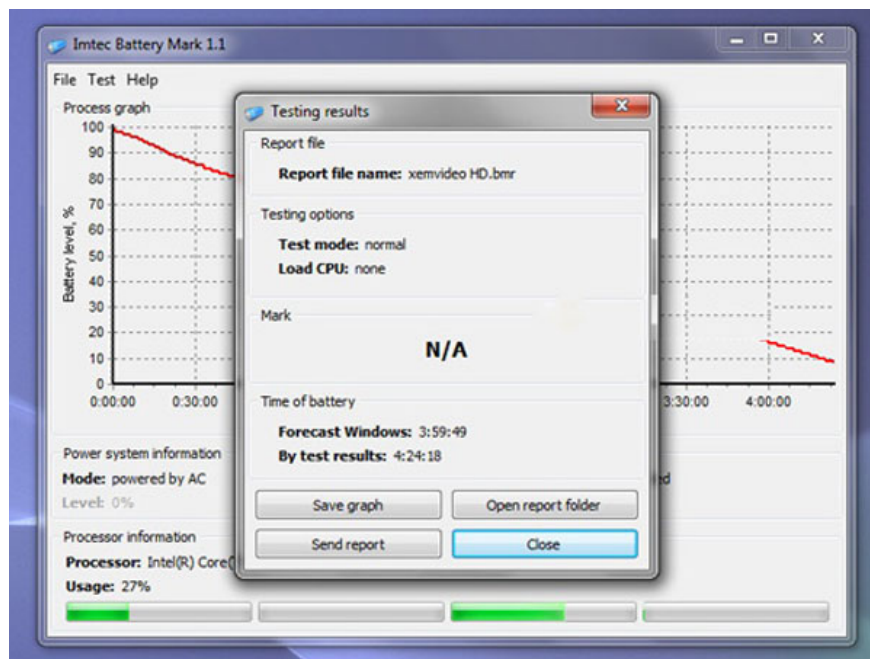 Imtec Battery Mark 1.1
File Test Help
Process graph
Battery level, %
100
90
80
70
60
50
40
30
20
10
0
0:00:00 0:30:00 3:30:00 4:00:00
Power system information
Mode: powered by AC
Level: 0%
Processor information
Processor: Intel(R)
Usage: 27%
Testing results
Report file
Report file name: xemvideo HD.bmr
Testing options
Test mode: normal
Load CPU: none
Mark
N/A
Time of battery
Forecast Windows: 3:59:49
By test results: 4:24:18
Save graph Open report folder
Send report Close